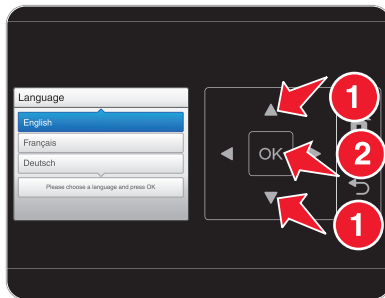 Language
English
Français
Deutsch
Please choose a language and press OK
OK
1
2
1